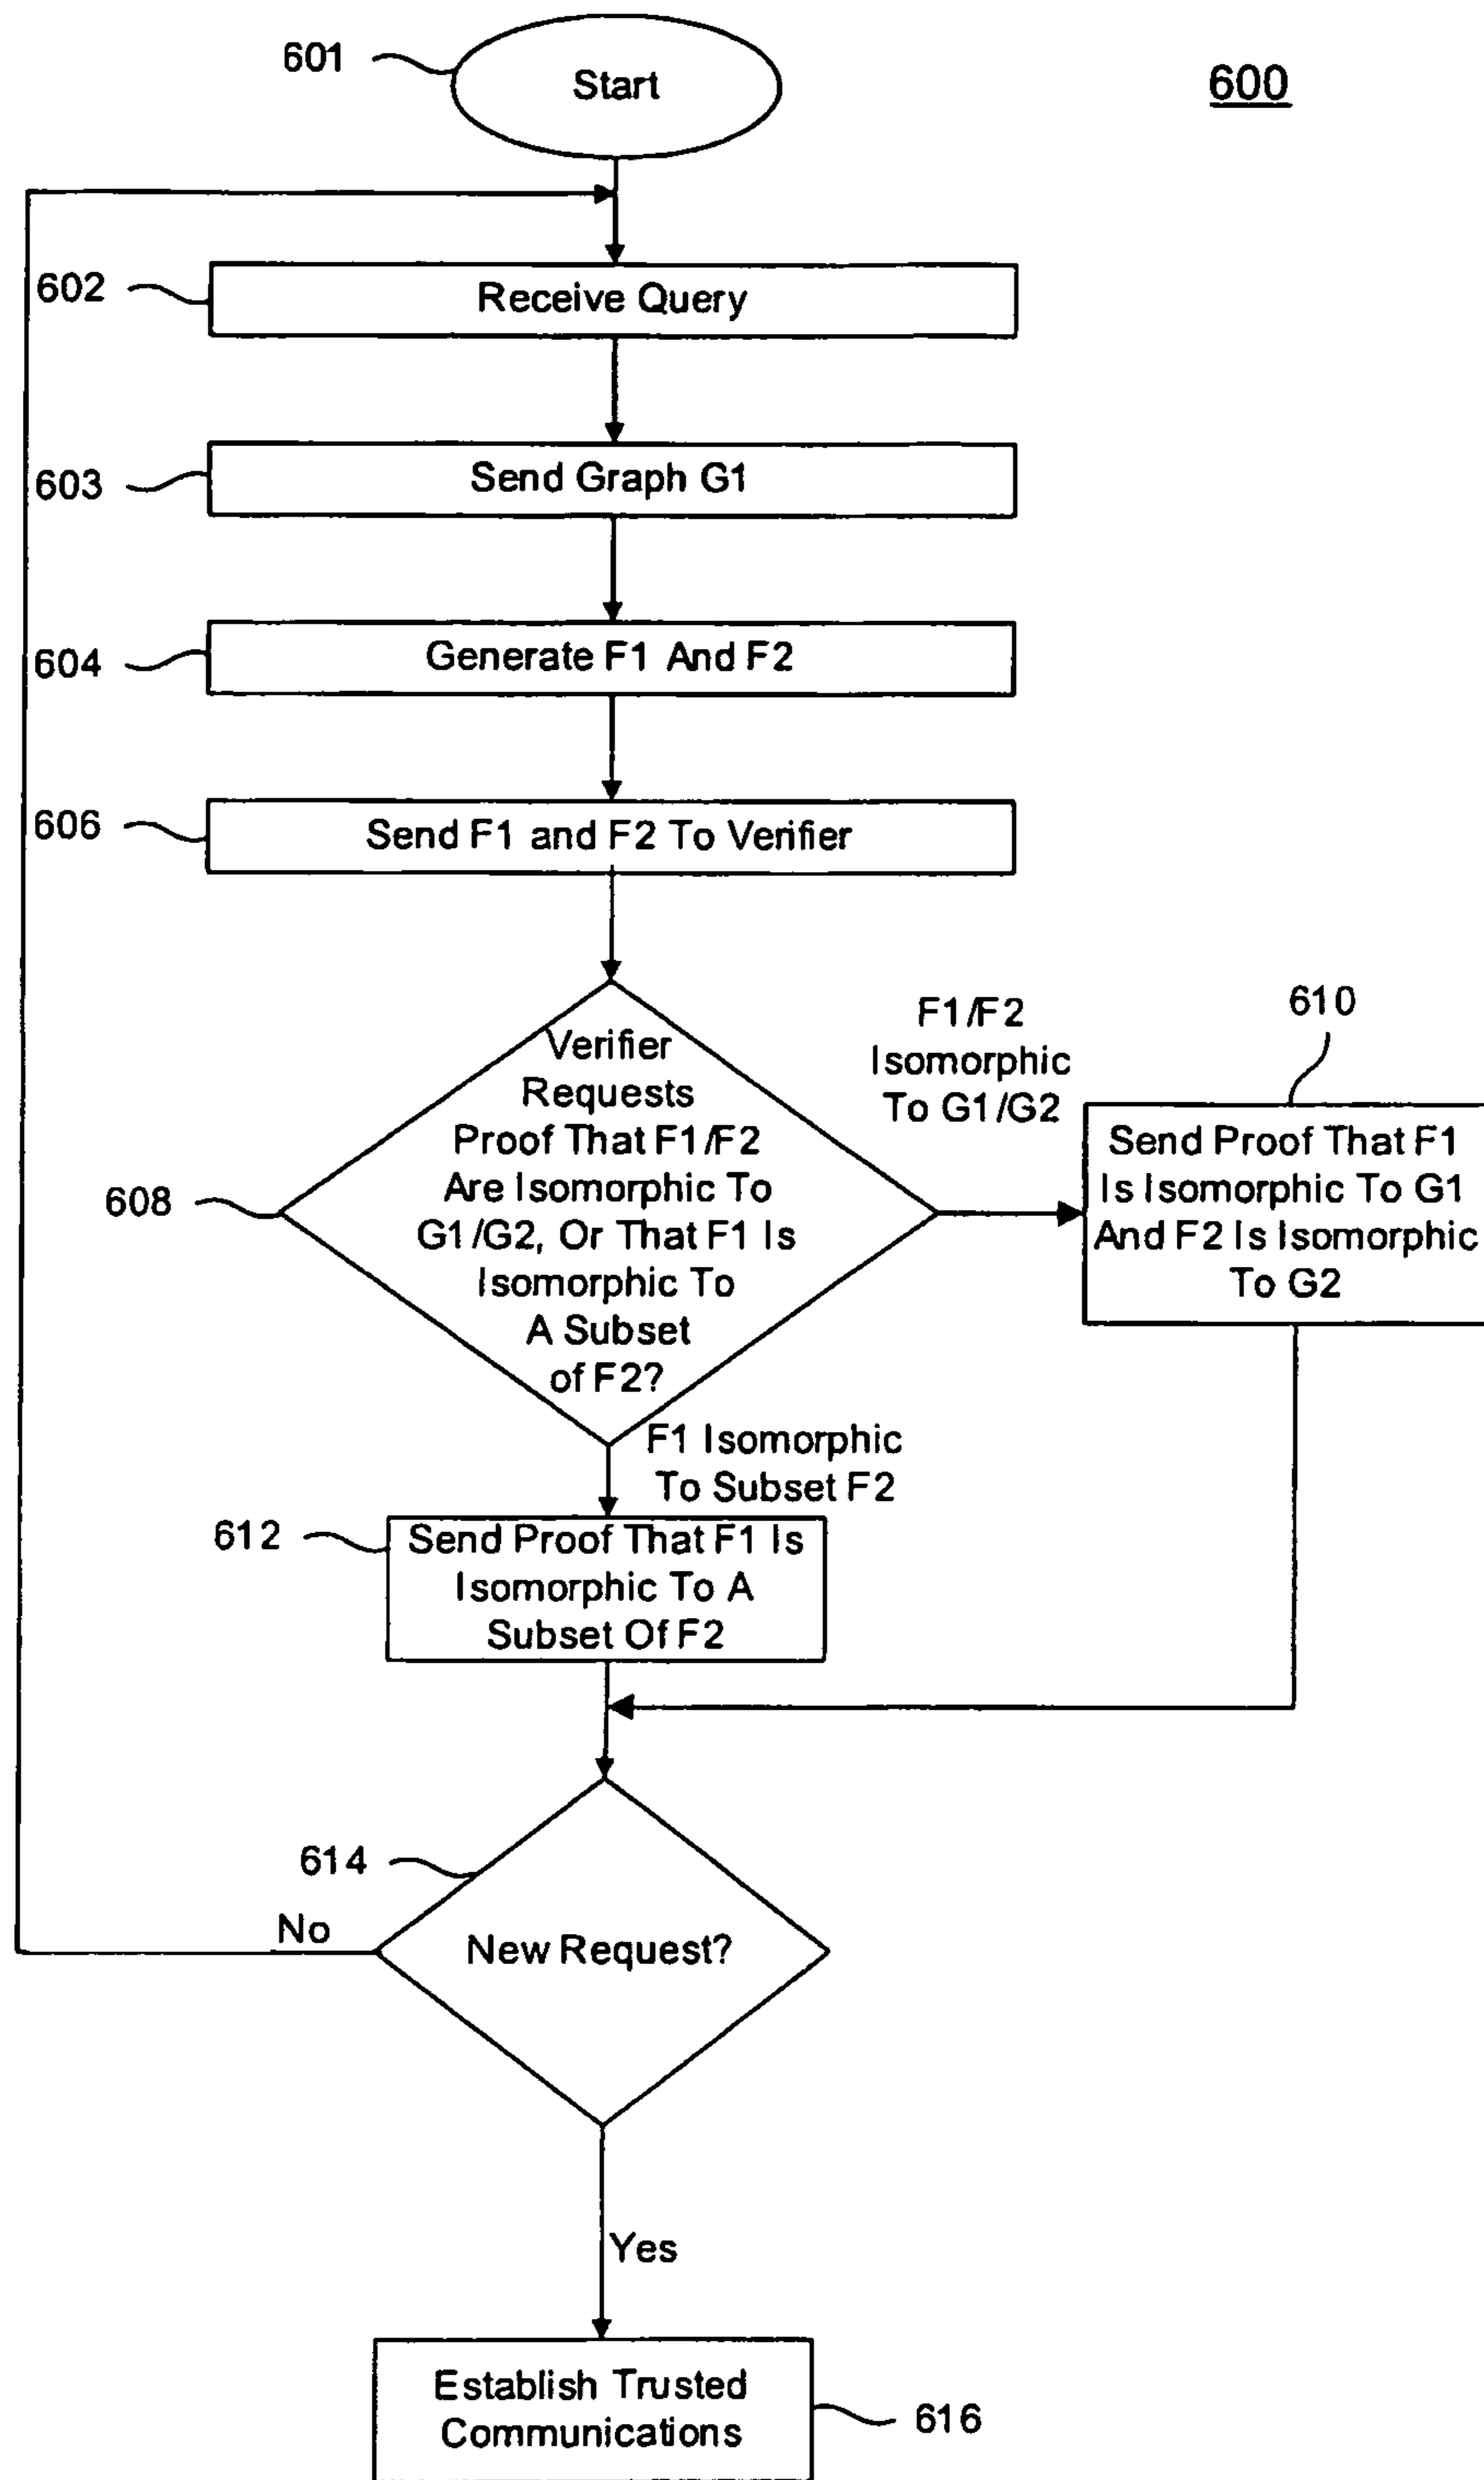 601
Start
600
602
Receive Query
603
Send Graph G1
604
Generate F1 And F2
606
Send F1 and F2 To Verifier
608
Verifier
Requests
Proof That F1/F2
Are Isomorphic To
G1/G2, Or That F1 Is
Isomorphic To
A Subset
of F2?
F1/F2
Isomorphic
To G1/G2
610
Send Proof That F1
Is Isomorphic To G1
And F2 Is Isomorphic
To G2
F1 Isomorphic
To Subset F2
612
Send Proof That F1 Is
Isomorphic To A
Subset Of F2
614
No
New Request?
Yes
Establish Trusted
Communications
616